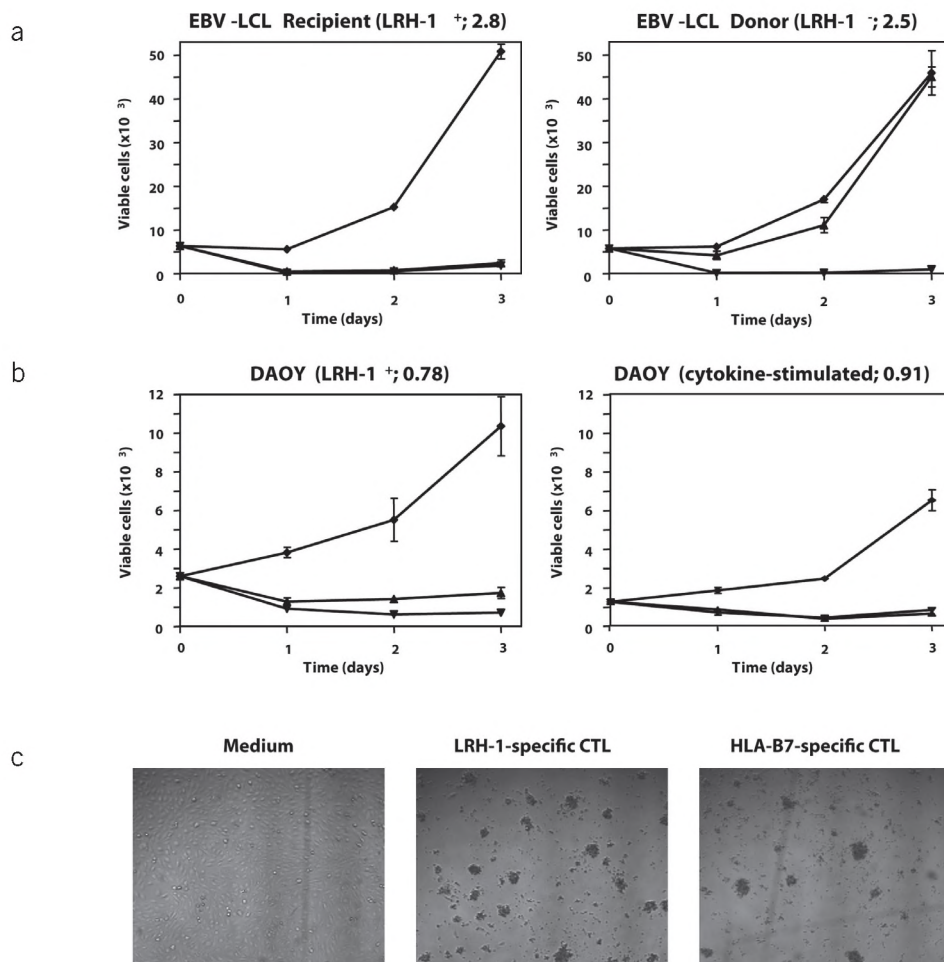 a
EBV -LCL Recipient (LRH-1 +; 2.8)
EBV -LCL Donor (LRH-1 -; 2.5)
Viable cells (x10 3)
50
40
30
20
10
0
0 1 2 3
Time (days)
Viable cells (x10 3)
50
40
30
20
10
0
0 1 2 3
Time (days)
b
DAOY (LRH-1 +; 0.78)
DAOY (cytokine-stimulated; 0.91)
Viable cells (x10 3)
12
10
8
6
4
2
0
0 1 2 3
Time (days)
Viable cells (x10 3)
12
10
8
6
4
2
0
0 1 2 3
Time (days)
c
Medium
LRH-1-specific CTL
HLA-B7-specific CTL